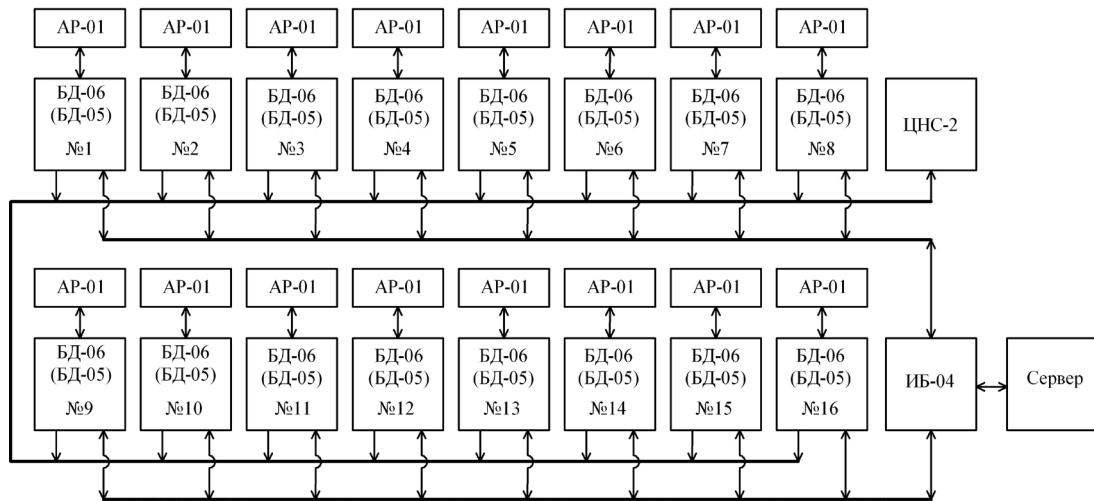 АР-01 АР-01 АР-01 АР-01 АР-01 АР-01 АР-01 АР-01
БД-06 БД-06 БД-06 БД-06 БД-06 БД-06 БД-06 БД-06
(БД-05) (БД-05) (БД-05) (БД-05) (БД-05) (БД-05) (БД-05) (БД-05)
№1 №2 №3 №4 №5 №6 №7 №8
ЦНС-2
АР-01 АР-01 АР-01 АР-01 АР-01 АР-01 АР-01 АР-01
БД-06 БД-06 БД-06 БД-06 БД-06 БД-06 БД-06 БД-06
(БД-05) (БД-05) (БД-05) (БД-05) (БД-05) (БД-05) (БД-05) (БД-05)
№9 №10 №11 №12 №13 №14 №15 №16
ИБ-04 Сервер